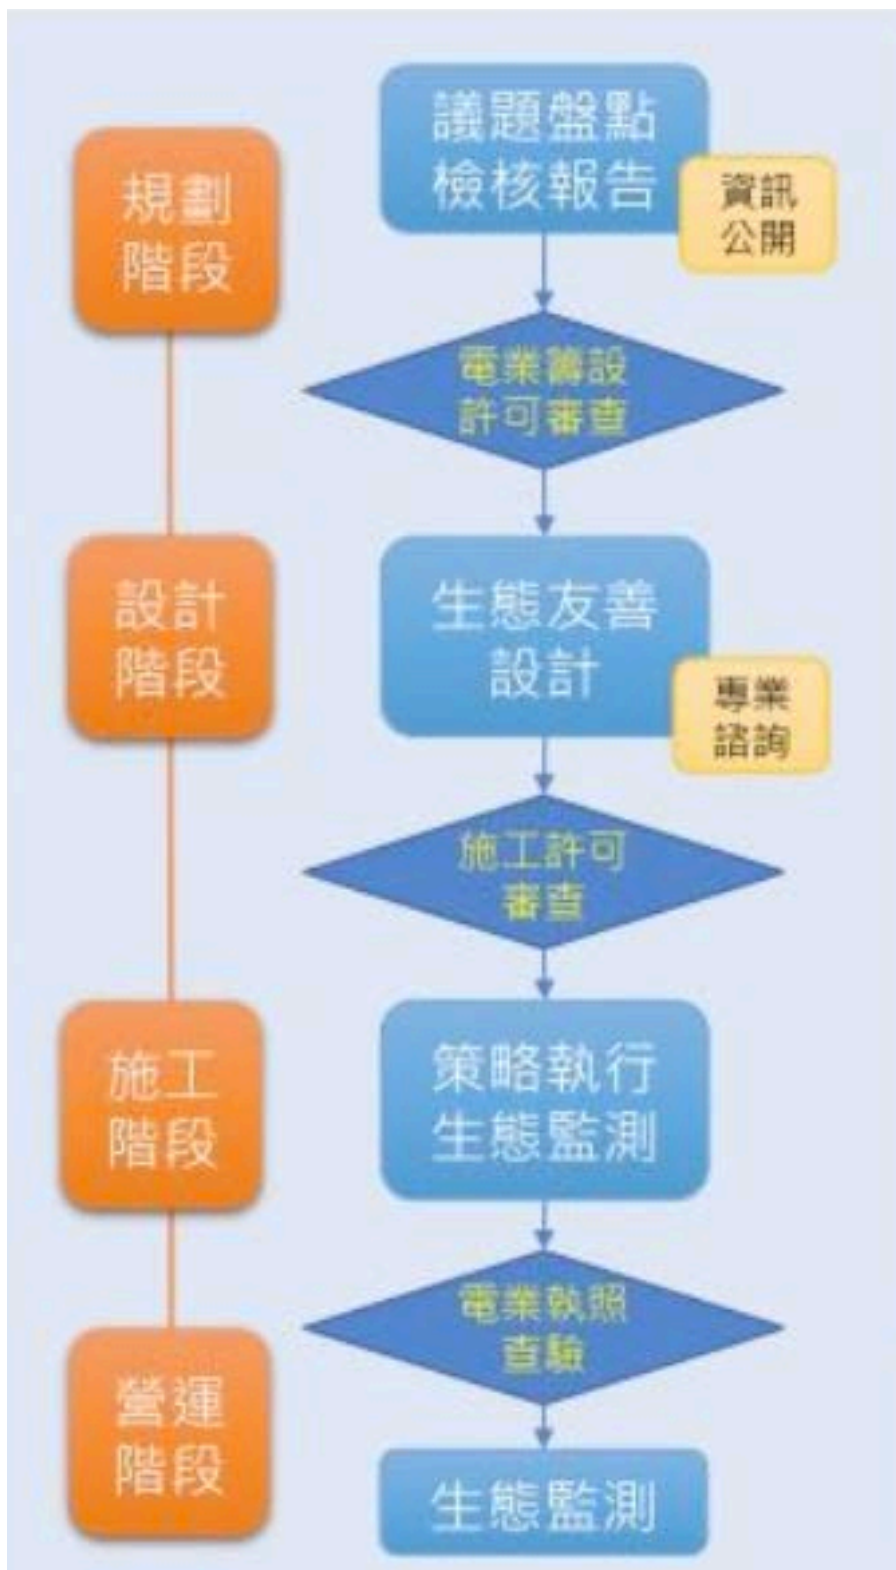 規劃
階段
議題盤點
檢核報告
資訊
公開
電業籌設
許可審查
設計
階段
生態友善
設計
專業
諮詢
施工許可
審查
施工
階段
策略執行
生態監測
電業執照
查驗
營運
階段
生態監測